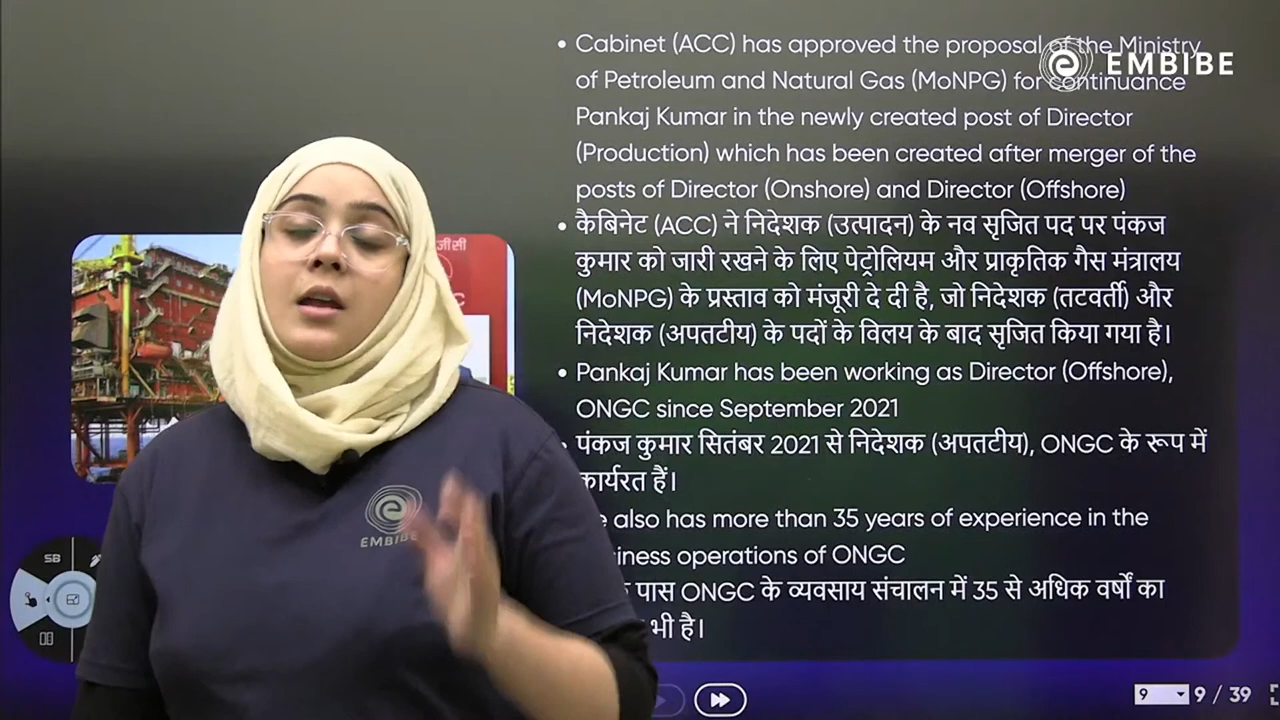 Cabinet (ACC) has approved the proposal of the Ministry
of Petroleum and Natural Gas (MoNPG) for continuance
Pankaj Kumar in the newly created post of Director
(Production) which has been created after merger of the
posts of Director (Onshore) and Director (Offshore)
कैबिनेट (ACC) ने निदेशक (उत्पादन) के नव सृजित पद पर पंकज
कुमार को जारी रखने के लिए पेट्रोलियम और प्राकृतिक गैस मंत्रालय
(MoNPG) के प्रस्ताव को मंजूरी दे दी है, जो निदेशक (तटवर्ती) और
निदेशक (अपतटीय) के पदों के विलय के बाद सृजित किया गया है।
Pankaj Kumar has been working as Director (Offshore),
ONGC since September 2021
पंकज कुमार सितंबर 2021 से निदेशक (अपतटीय), ONGC के रूप में
कार्यरत हैं।
also has more than 35 years of experience in the
operations of ONGC
पास ONGC के व्यवसाय संचालन में 35 से अधिक वर्षों का
भी है।
EMBIBE
EMBIBE
SB
9
9 / 39